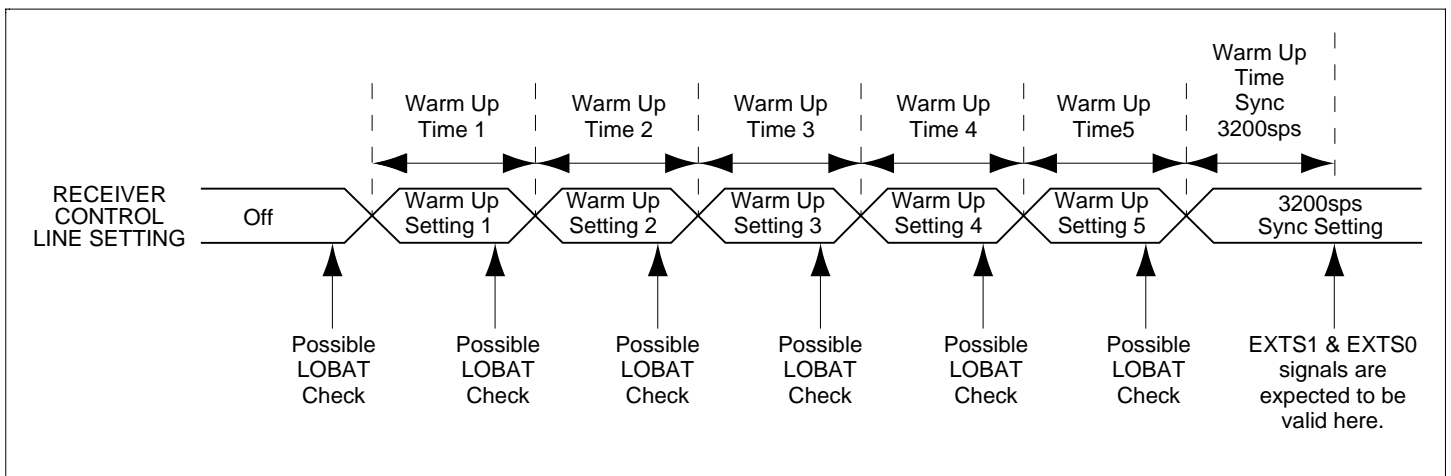 Warm Up
Time 1
Warm Up
Time 2
Warm Up
Time 3
Warm Up
Time 4
Warm Up
Time5
Warm Up
Time
Sync
3200sps
RECEIVER
CONTROL
LINE SETTING
Off
Warm Up
Setting 1
Warm Up
Setting 2
Warm Up
Setting 3
Warm Up
Setting 4
Warm Up
Setting 5
3200sps
Sync Setting
Possible
LOBAT
Check
Possible
LOBAT
Check
Possible
LOBAT
Check
Possible
LOBAT
Check
Possible
LOBAT
Check
Possible
LOBAT
Check
EXTS1 & EXTS0
signals are
expected to be
valid here.